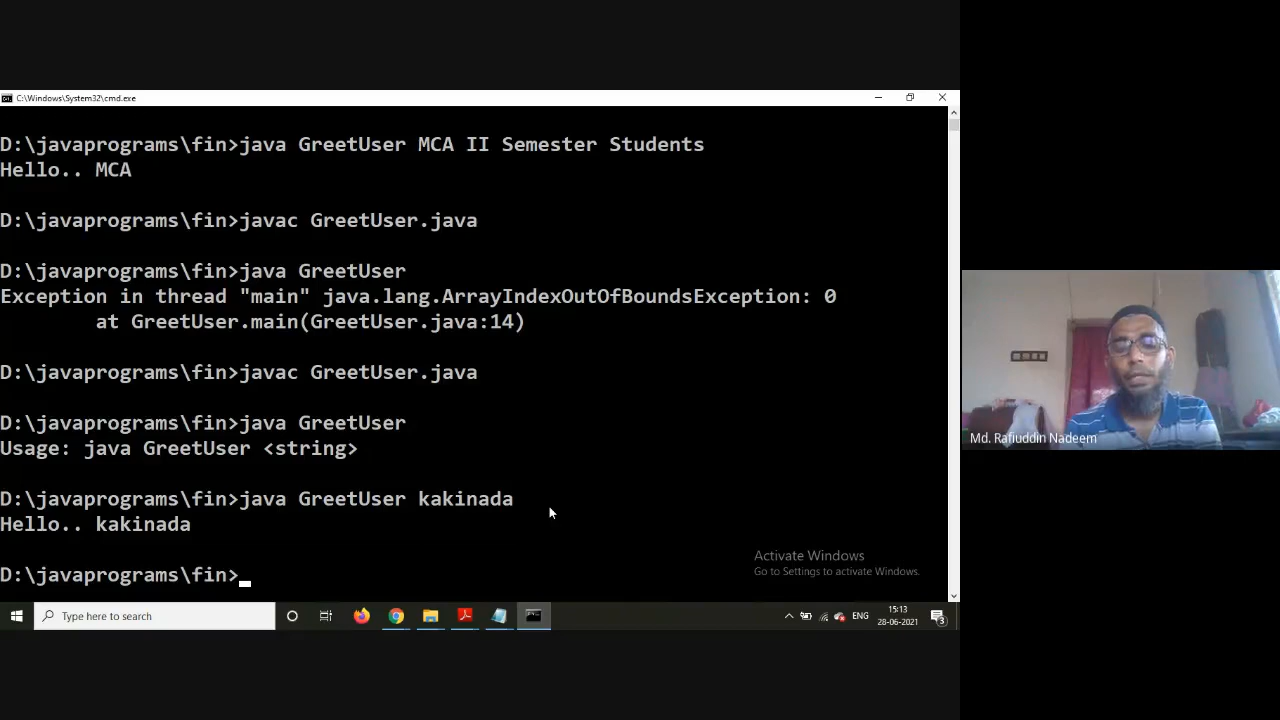 C:\Windows\System32\cmd.exe
D:\javaprograms\fin>java GreetUser MCA II Semester Students
Hello.. MCA
D:\javaprograms\fin>javac GreetUser.java
D:\javaprograms\fin>java GreetUser
Exception in thread "main" java.lang.ArrayIndexOutOfBoundsException: 0
at GreetUser.main(GreetUser.java:14)
D:\javaprograms\fin>javac GreetUser.java
D:\javaprograms\fin>java GreetUser
Usage: java GreetUser <string>
D:\javaprograms\fin>java GreetUser kakinada
Hello.. kakinada
D:\javaprograms\fin>
Activate Windows
Go to Settings to activate Windows.
Md. Rafiuddin Nadeem
Type here to search
ENG
15:13
28-06-2021
3